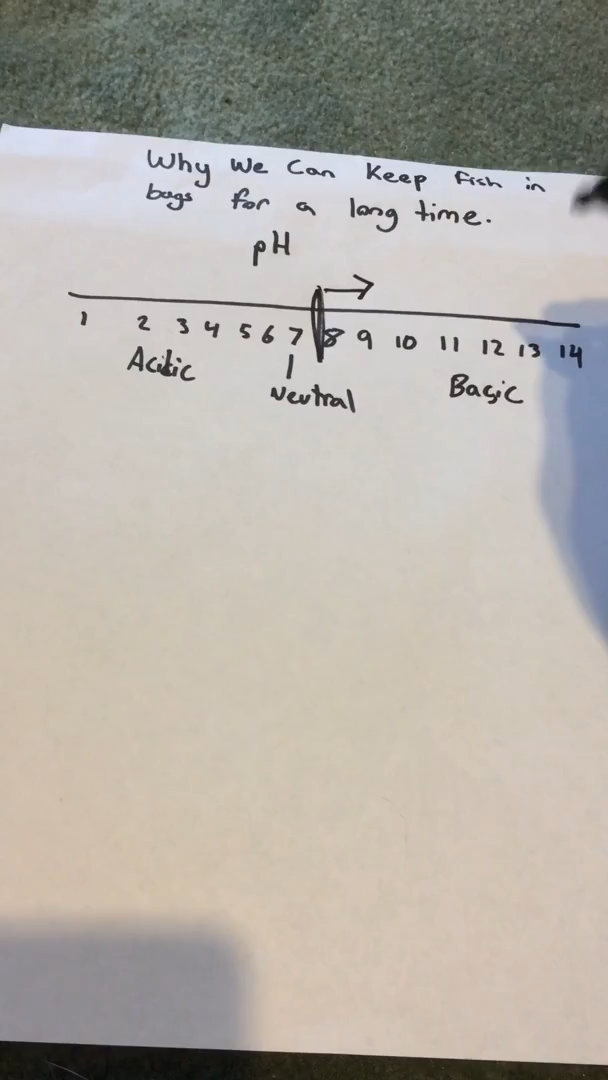 Why we can keep fish in
bags for a long time.
pH
1 2 3 4 5 6 7 8 9 10 11 12 13 14
Acitic
Neutral
Basic